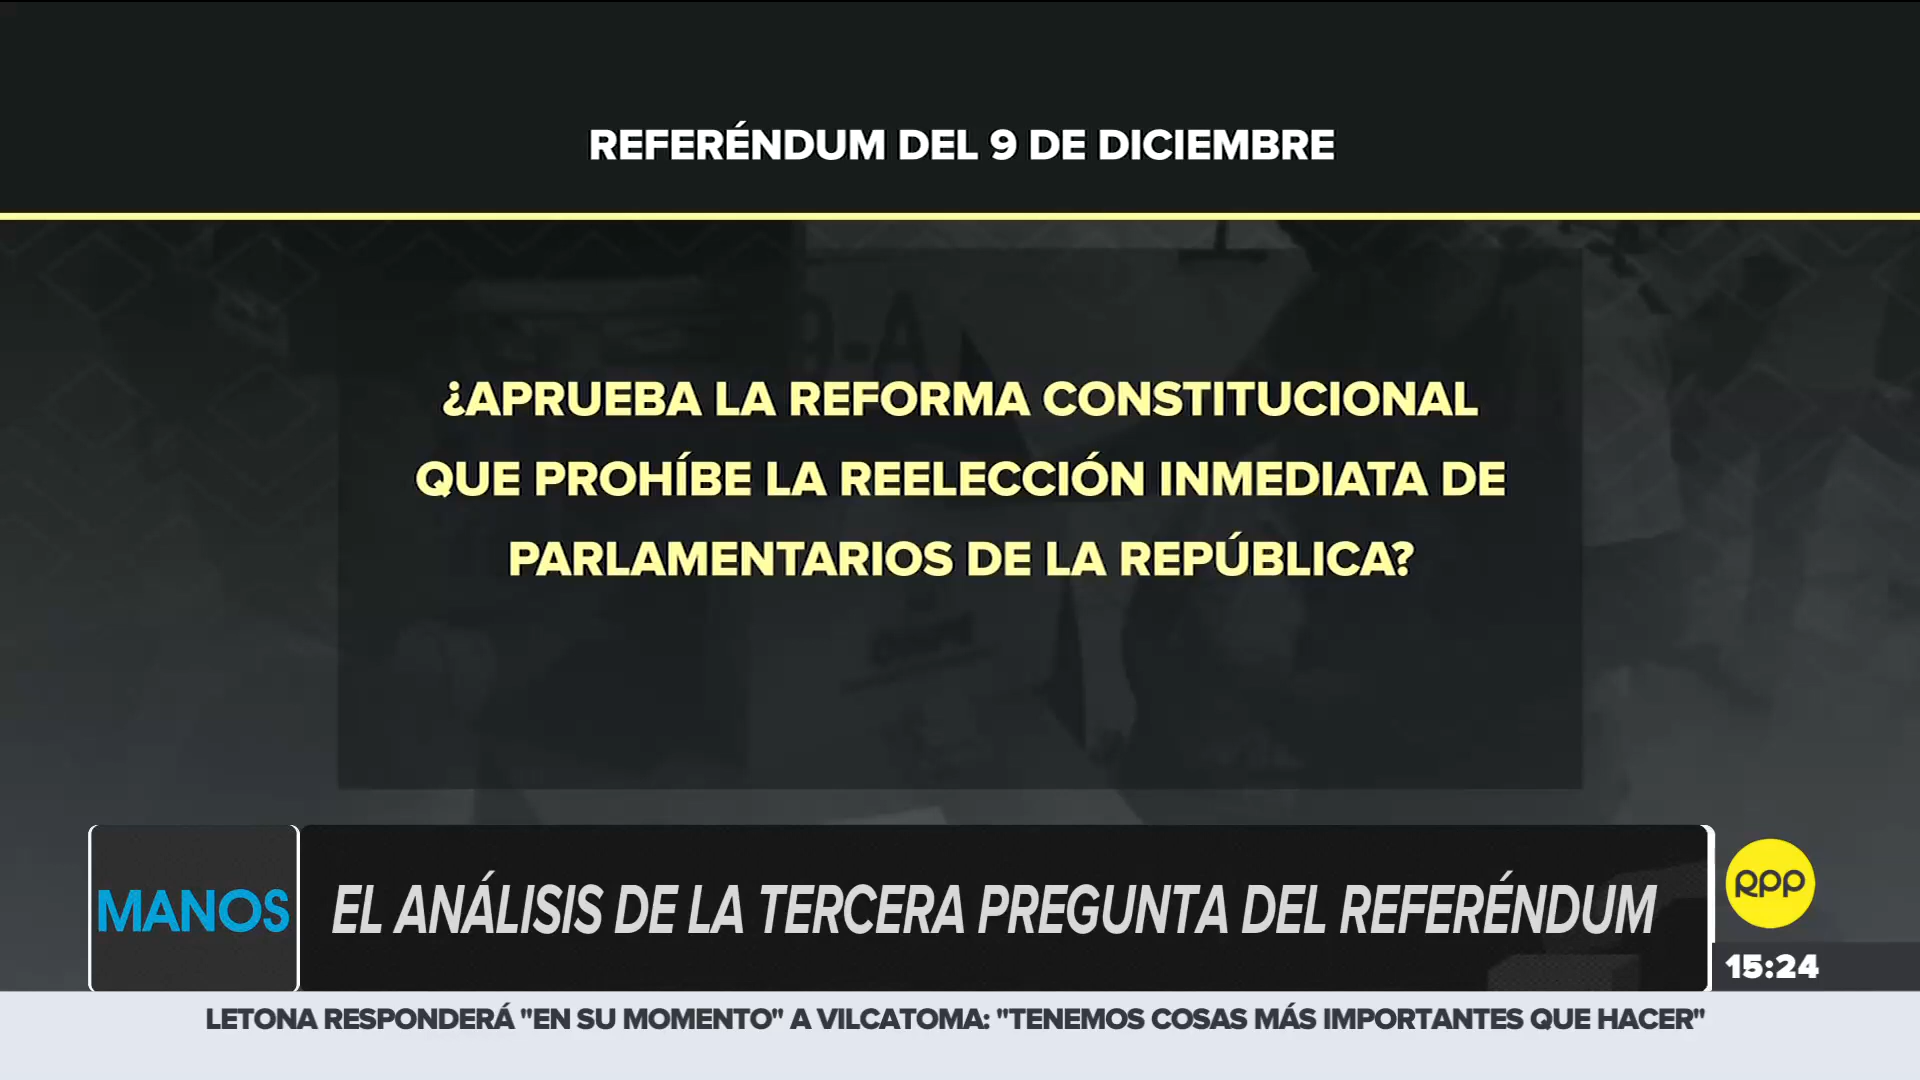 REFERÉNDUM DEL 9 DE DICIEMBRE
¿APRUEBA LA REFORMA CONSTITUCIONAL
QUE PROHÍBE LA REELECCIÓN INMEDIATA DE
PARLAMENTARIOS DE LA REPÚBLICA?
MANOS
EL ANÁLISIS DE LA TERCERA PREGUNTA DEL REFERÉNDUM
rpp
15:24
LETONA RESPONDERÁ "EN SU MOMENTO" A VILCATOMA: "TENEMOS COSAS MÁS IMPORTANTES QUE HACER"